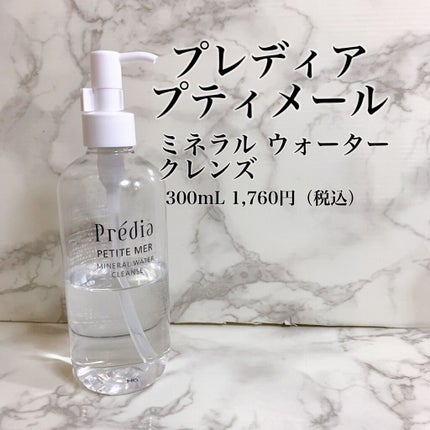 プレディア
プティメール
ミネラル ウォーター
クレンズ
300mL 1,760円（税込）
Prédia
PETITE MER
MINERAL WATER
CLEANSE